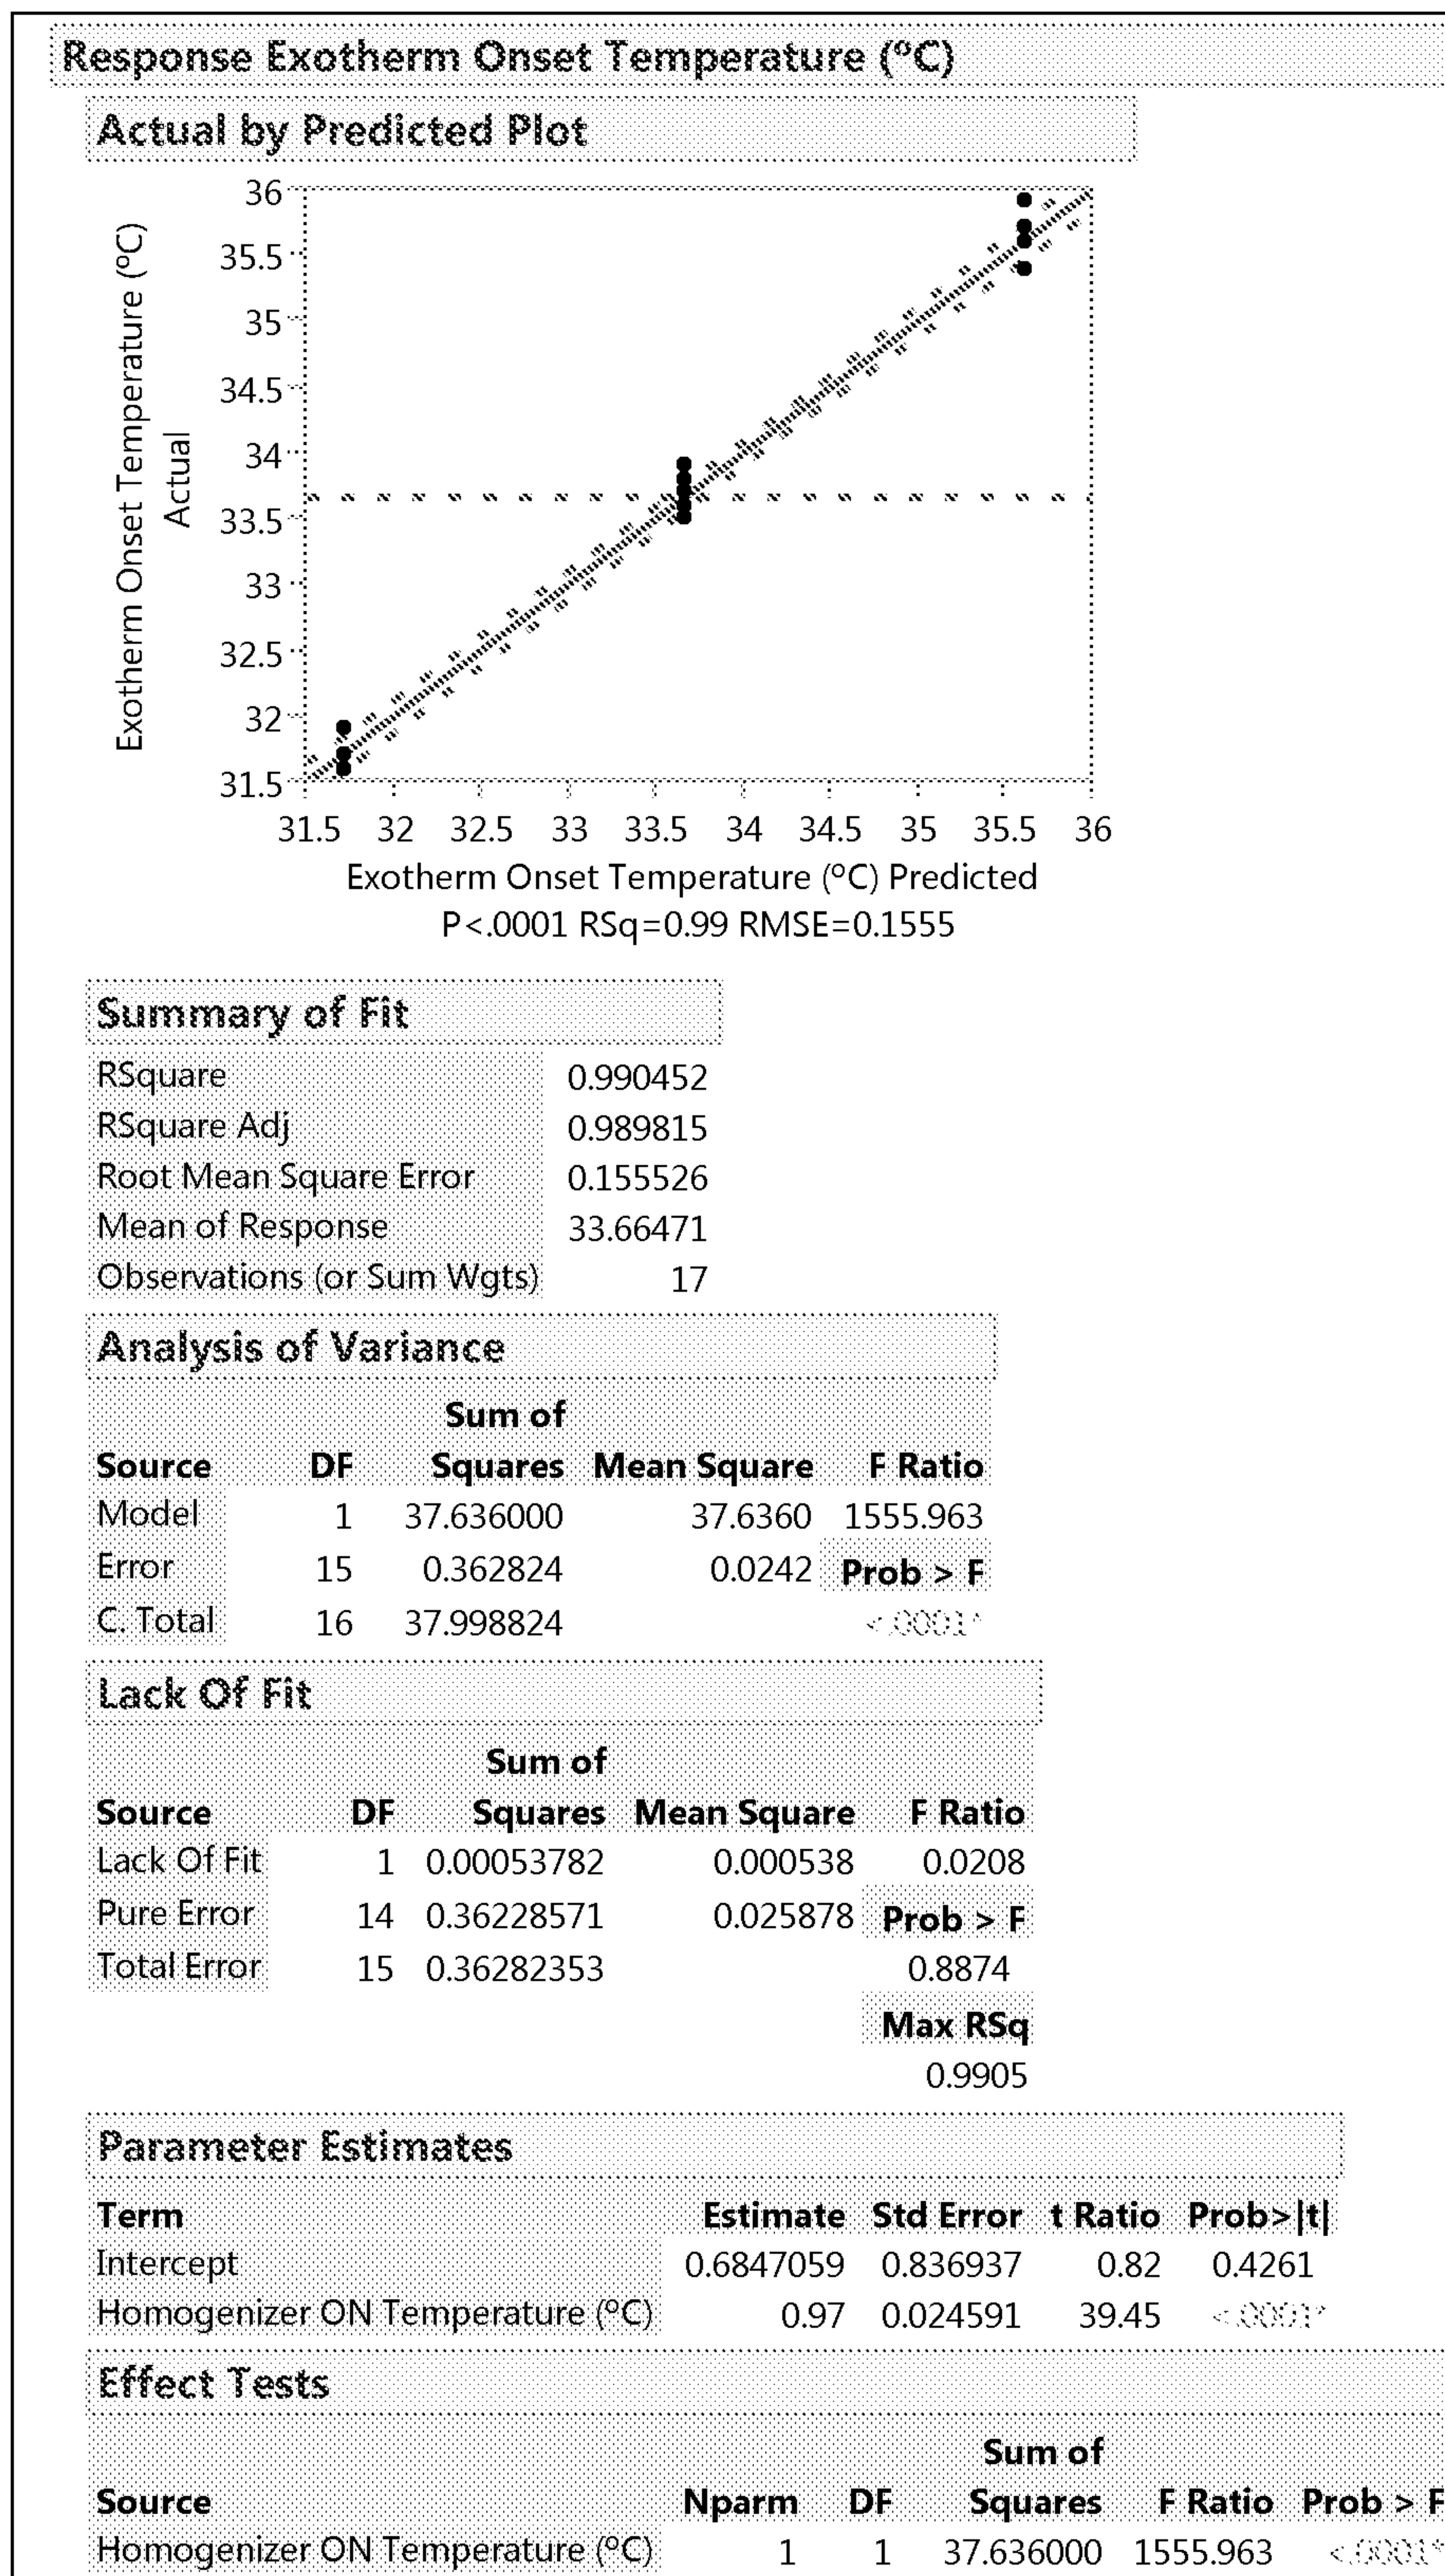 Response Exotherm Onset Temperature (ºC)
Actual by Predicted Plot
Exotherm Onset Temperature (ºC)
Actual
36
35.5
35
34.5
34
33.5
33
32.5
32
31.5
31.5 32 32.5 33 33.5 34 34.5 35 35.5 36
Exotherm Onset Temperature (ºC) Predicted
P<.0001 RSq=0.99 RMSE=0.1555
Summary of Fit
RSquare 0.990452
RSquare Adj 0.989815
Root Mean Square Error 0.155526
Mean of Response 33.66471
Observations (or Sum Wgts) 17
Analysis of Variance
Sum of
Source DF Squares Mean Square F Ratio
Model 1 37.636000 37.6360 1555.963
Error 15 0.362824 0.0242 Prob > F
C. Total 16 37.998824 <.0001*
Lack Of Fit
Sum of
Source DF Squares Mean Square F Ratio
Lack Of Fit 1 0.00053782 0.000538 0.0208
Pure Error 14 0.36228571 0.025878 Prob > F
Total Error 15 0.36282353 0.8874
Max RSq
0.9905
Parameter Estimates
Term Estimate Std Error t Ratio Prob>|t|
Intercept 0.6847059 0.836937 0.82 0.4261
Homogenizer ON Temperature (ºC) 0.97 0.024591 39.45 <.0001*
Effect Tests
Sum of
Source Nparm DF Squares F Ratio Prob > F
Homogenizer ON Temperature (ºC) 1 1 37.636000 1555.963 <.0001*